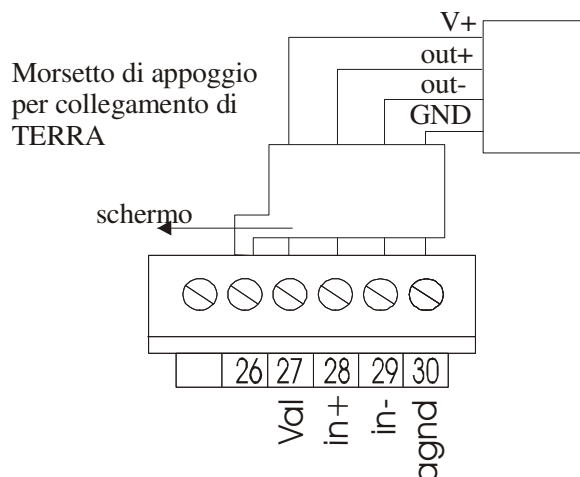 V+
out+
out-
GND
Morsetto di appoggio
per collegamento di
TERRA
schermo
26 27 28 29 30
Val in+ in- agnd